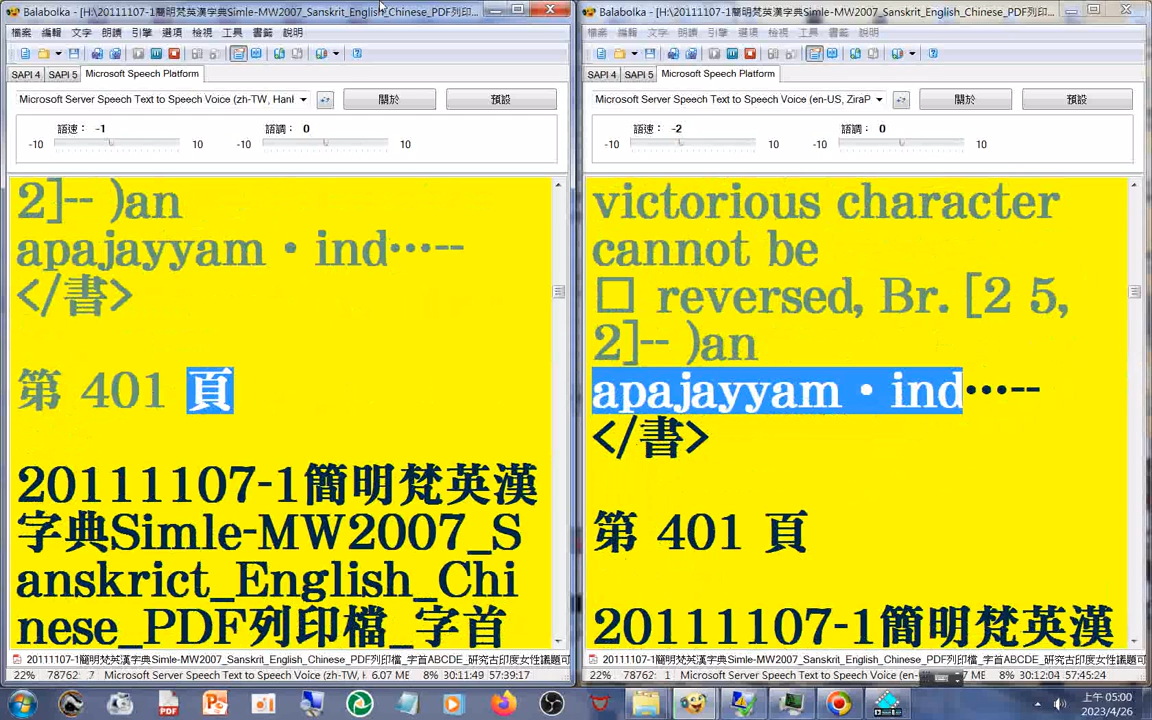 Balabolka - [H:\20111107-1簡明梵英漢字典Simle-MW2007_Sanskrit_English_Chinese_PDF列印...
檔案 編輯 文字 朗讀 引擎 選項 檢視 工具 書籤 說明
SAPI 4 SAPI 5 Microsoft Speech Platform
Microsoft Server Speech Text to Speech Voice (zh-TW, Hanl
關於 預設
語速： -1 語調： 0
-10 10 -10 10
2]-- )an
apajayyam・ind…--
</書>
第 401 頁
20111107-1簡明梵英漢
字典Simle-MW2007_S
anskrict_English_Chi
nese_PDF列印檔_字首
20111107-1簡明梵英漢字典Simle-MW2007_Sanskrit_English_Chinese_PDF列印檔_字首ABCDE_研究古印度女性議題可
22% 78762: 7 Microsoft Server Speech Text to Speech Voice (zh-TW, H 6.07 MB 8% 30:11:49 57:39:17
Balabolka - [H:\20111107-1簡明梵英漢字典Simle-MW2007_Sanskrit_English_Chinese_PDF列印...
檔案 編輯 文字 朗讀 引擎 選項 檢視 工具 書籤 說明
SAPI 4 SAPI 5 Microsoft Speech Platform
Microsoft Server Speech Text to Speech Voice (en-US, ZiraP
關於 預設
語速： -2 語調： 0
-10 10 -10 10
victorious character
cannot be
□ reversed, Br. [2 5,
2]-- )an
apajayyam・ind…--
</書>
第 401 頁
20111107-1簡明梵英漢
20111107-1簡明梵英漢字典Simle-MW2007_Sanskrit_English_Chinese_PDF列印檔_字首ABCDE_研究古印度女性議題可
22% 78762: 1 Microsoft Server Speech Text to Speech Voice (en-US, 8% 30:12:04 57:45:24
上午 05:00
2023/4/26